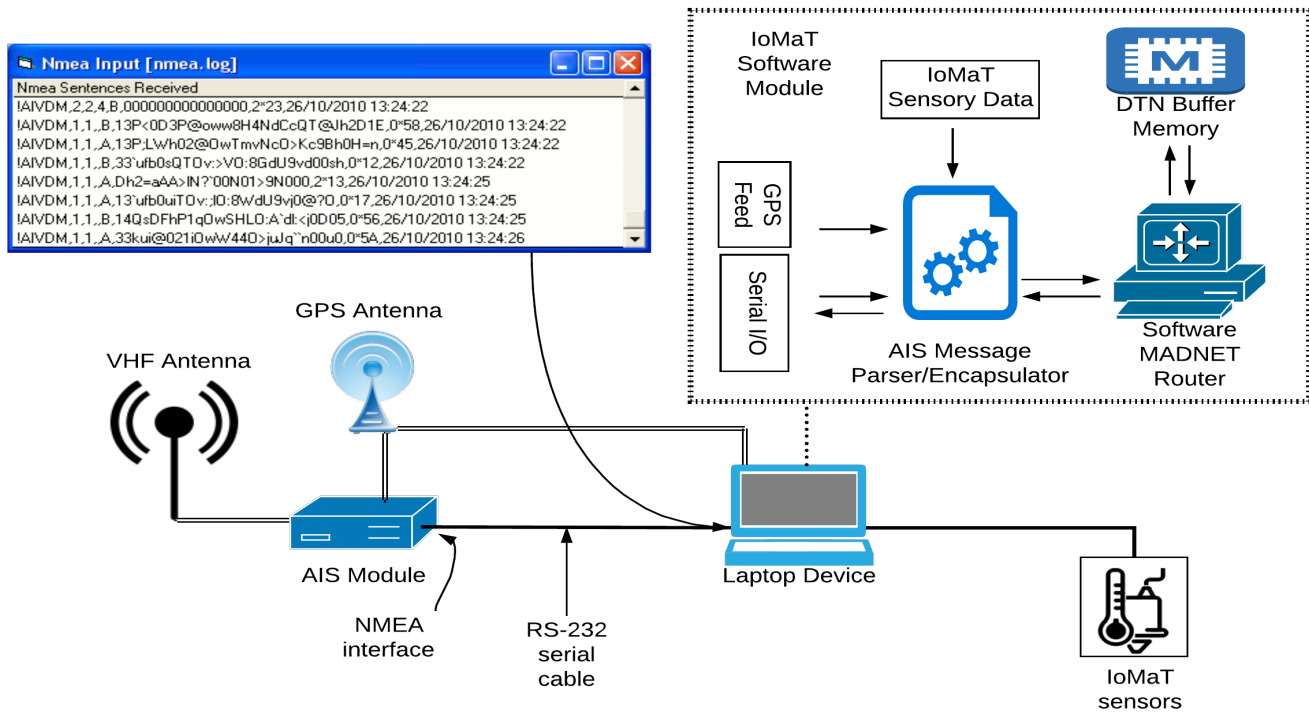 Nmea Input [nmea.log]
Nmea Sentences Received
!AIVDM,2,2,4,B,000000000000000,2*23,26/10/2010 13:24:22
!AIVDM,1,1,,B,13P<0D3P@oww8H4NdCcQT@Jh2D1E,0*58,26/10/2010 13:24:22
!AIVDM,1,1,,A,13P;LWh02@OwTmvNcO>Kc9Bh0H=n,0*45,26/10/2010 13:24:22
!AIVDM,1,1,,B,33`ufb0sQTOv:>VO:8GdU9vd00sh,0*12,26/10/2010 13:24:22
!AIVDM,1,1,,A,Dh2=aAA>IN?`00N01>9N000,2*13,26/10/2010 13:24:25
!AIVDM,1,1,,A,13`ufb0uiTOv:;IO:8WdU9vj0@?O,0*17,26/10/2010 13:24:25
!AIVDM,1,1,,B,14QsDFhP1qOwSHLO:A`dI:<j0D05,0*56,26/10/2010 13:24:25
!AIVDM,1,1,,A,33kui@021iOwW44O>juJq``n00u0,0*5A,26/10/2010 13:24:26
IoMaT
Software
Module
IoMaT
Sensory Data
DTN Buffer
Memory
GPS
Feed
Serial I/O
AIS Message
Parser/Encapsulator
Software
MADNET
Router
GPS Antenna
VHF Antenna
AIS Module
NMEA
interface
RS-232
serial
cable
Laptop Device
IoMaT
sensors
M